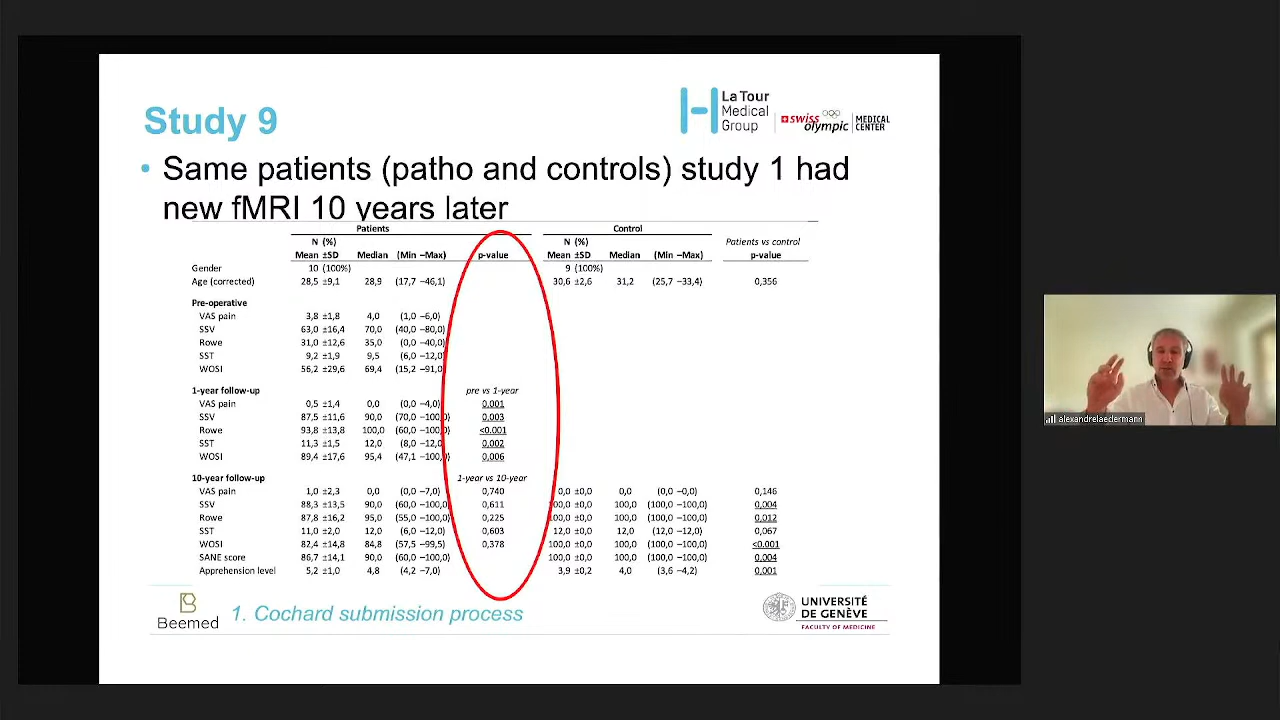 Study 9
La Tour
Medical
Group
swiss
olympic
MEDICAL
CENTER
• Same patients (patho and controls) study 1 had
new fMRI 10 years later
Patients Control
N (%) N (%) Patients vs control
Mean ±SD Median (Min –Max) p-value Mean ±SD Median (Min –Max) p-value
Gender 10 (100%) 9 (100%)
Age (corrected) 28,5 ±9,1 28,9 (17,7 –46,1) 30,6 ±2,6 31,2 (25,7 –33,4) 0,356
Pre-operative
VAS pain 3,8 ±1,8 4,0 (1,0 –6,0)
SSV 63,0 ±16,4 70,0 (40,0 –80,0)
Rowe 31,0 ±12,6 35,0 (0,0 –40,0)
SST 9,2 ±1,9 9,5 (6,0 –12,0)
WOSI 56,2 ±29,6 69,4 (15,2 –91,0)
1-year follow-up pre vs 1-year
VAS pain 0,5 ±1,4 0,0 (0,0 –4,0) 0,001
SSV 87,5 ±11,6 90,0 (70,0 –100,0) 0,003
Rowe 93,8 ±13,8 100,0 (60,0 –100,0) <0,001
SST 11,3 ±1,5 12,0 (8,0 –12,0) 0,002
WOSI 89,4 ±17,6 95,4 (47,1 –100,0) 0,006
10-year follow-up 1-year vs 10-year
VAS pain 1,0 ±2,3 0,0 (0,0 –7,0) 0,740 0,0 ±0,0 0,0 (0,0 –0,0) 0,146
SSV 88,3 ±13,5 90,0 (60,0 –100,0) 0,611 100,0 ±0,0 100,0 (100,0 –100,0) 0,004
Rowe 87,8 ±16,2 95,0 (55,0 –100,0) 0,225 100,0 ±0,0 100,0 (100,0 –100,0) 0,012
SST 11,0 ±2,0 12,0 (6,0 –12,0) 0,603 12,0 ±0,0 12,0 (12,0 –12,0) 0,067
WOSI 82,4 ±14,8 84,8 (57,5 –99,5) 0,378 100,0 ±0,0 100,0 (100,0 –100,0) <0,001
SANE score 86,7 ±14,1 90,0 (60,0 –100,0) 100,0 ±0,0 100,0 (100,0 –100,0) 0,004
Apprehension level 5,2 ±1,0 4,8 (4,2 –7,0) 3,9 ±0,2 4,0 (3,6 –4,2) 0,001
Beemed
1. Cochard submission process
UNIVERSITÉ
DE GENÈVE
FACULTY OF MEDICINE
alexandrelaedermann